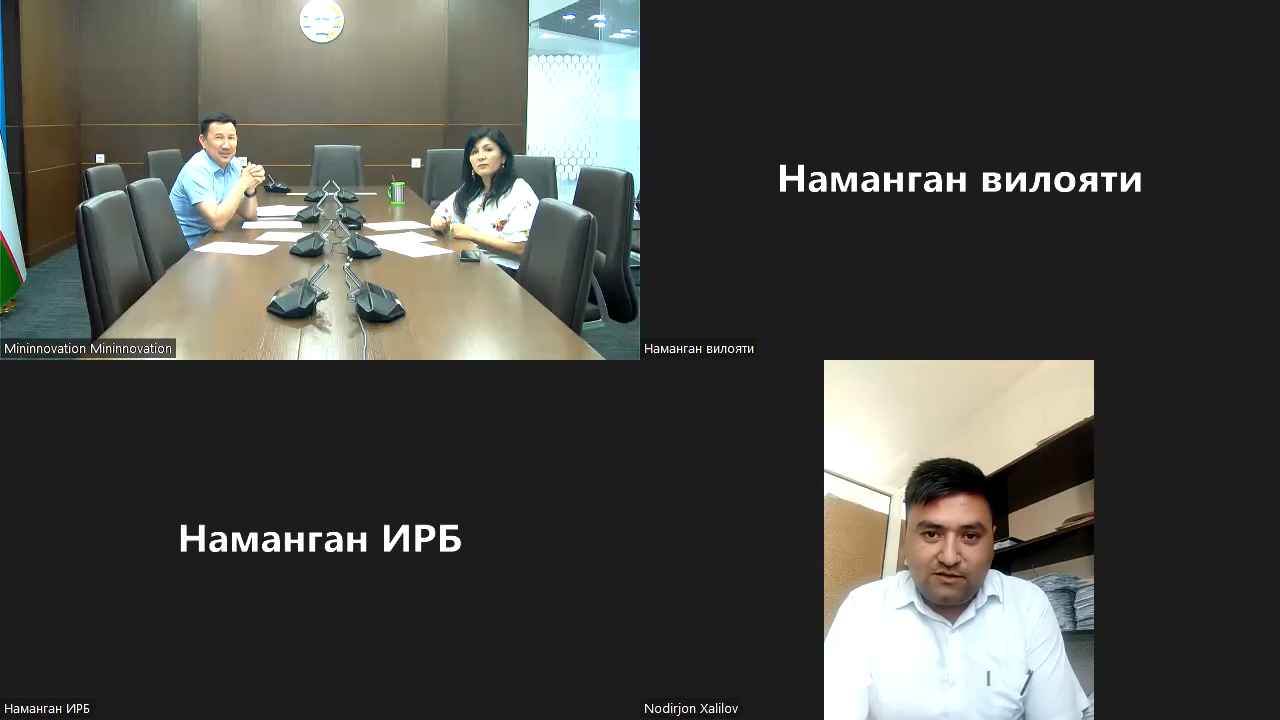 Наманган вилояти
Mininnovation Mininnovation
Наманган вилояти
Наманган ИРБ
Наманган ИРБ
Nodirjon Xalilov